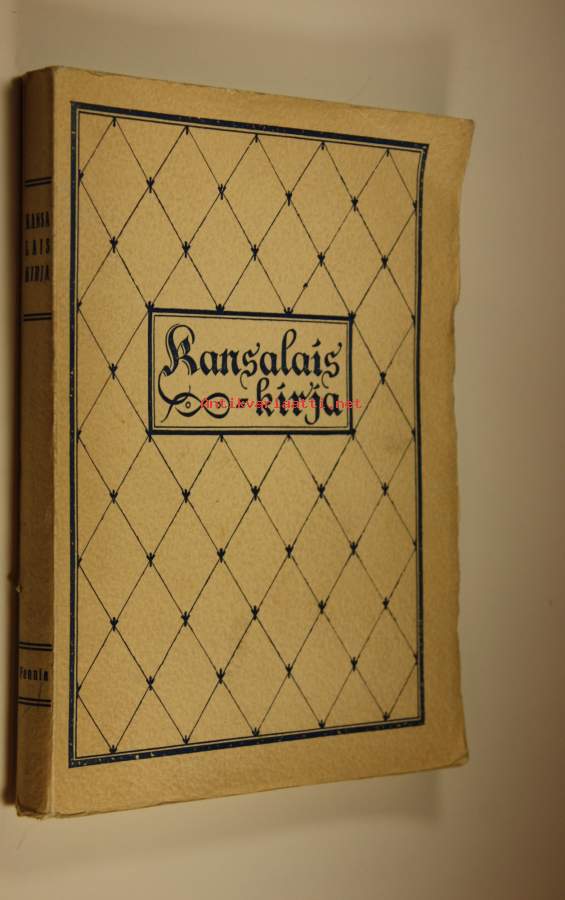 KANSA
LAIS
KIRJA
Fennia
Kansalais
-kirja
Antikvariaatti.net